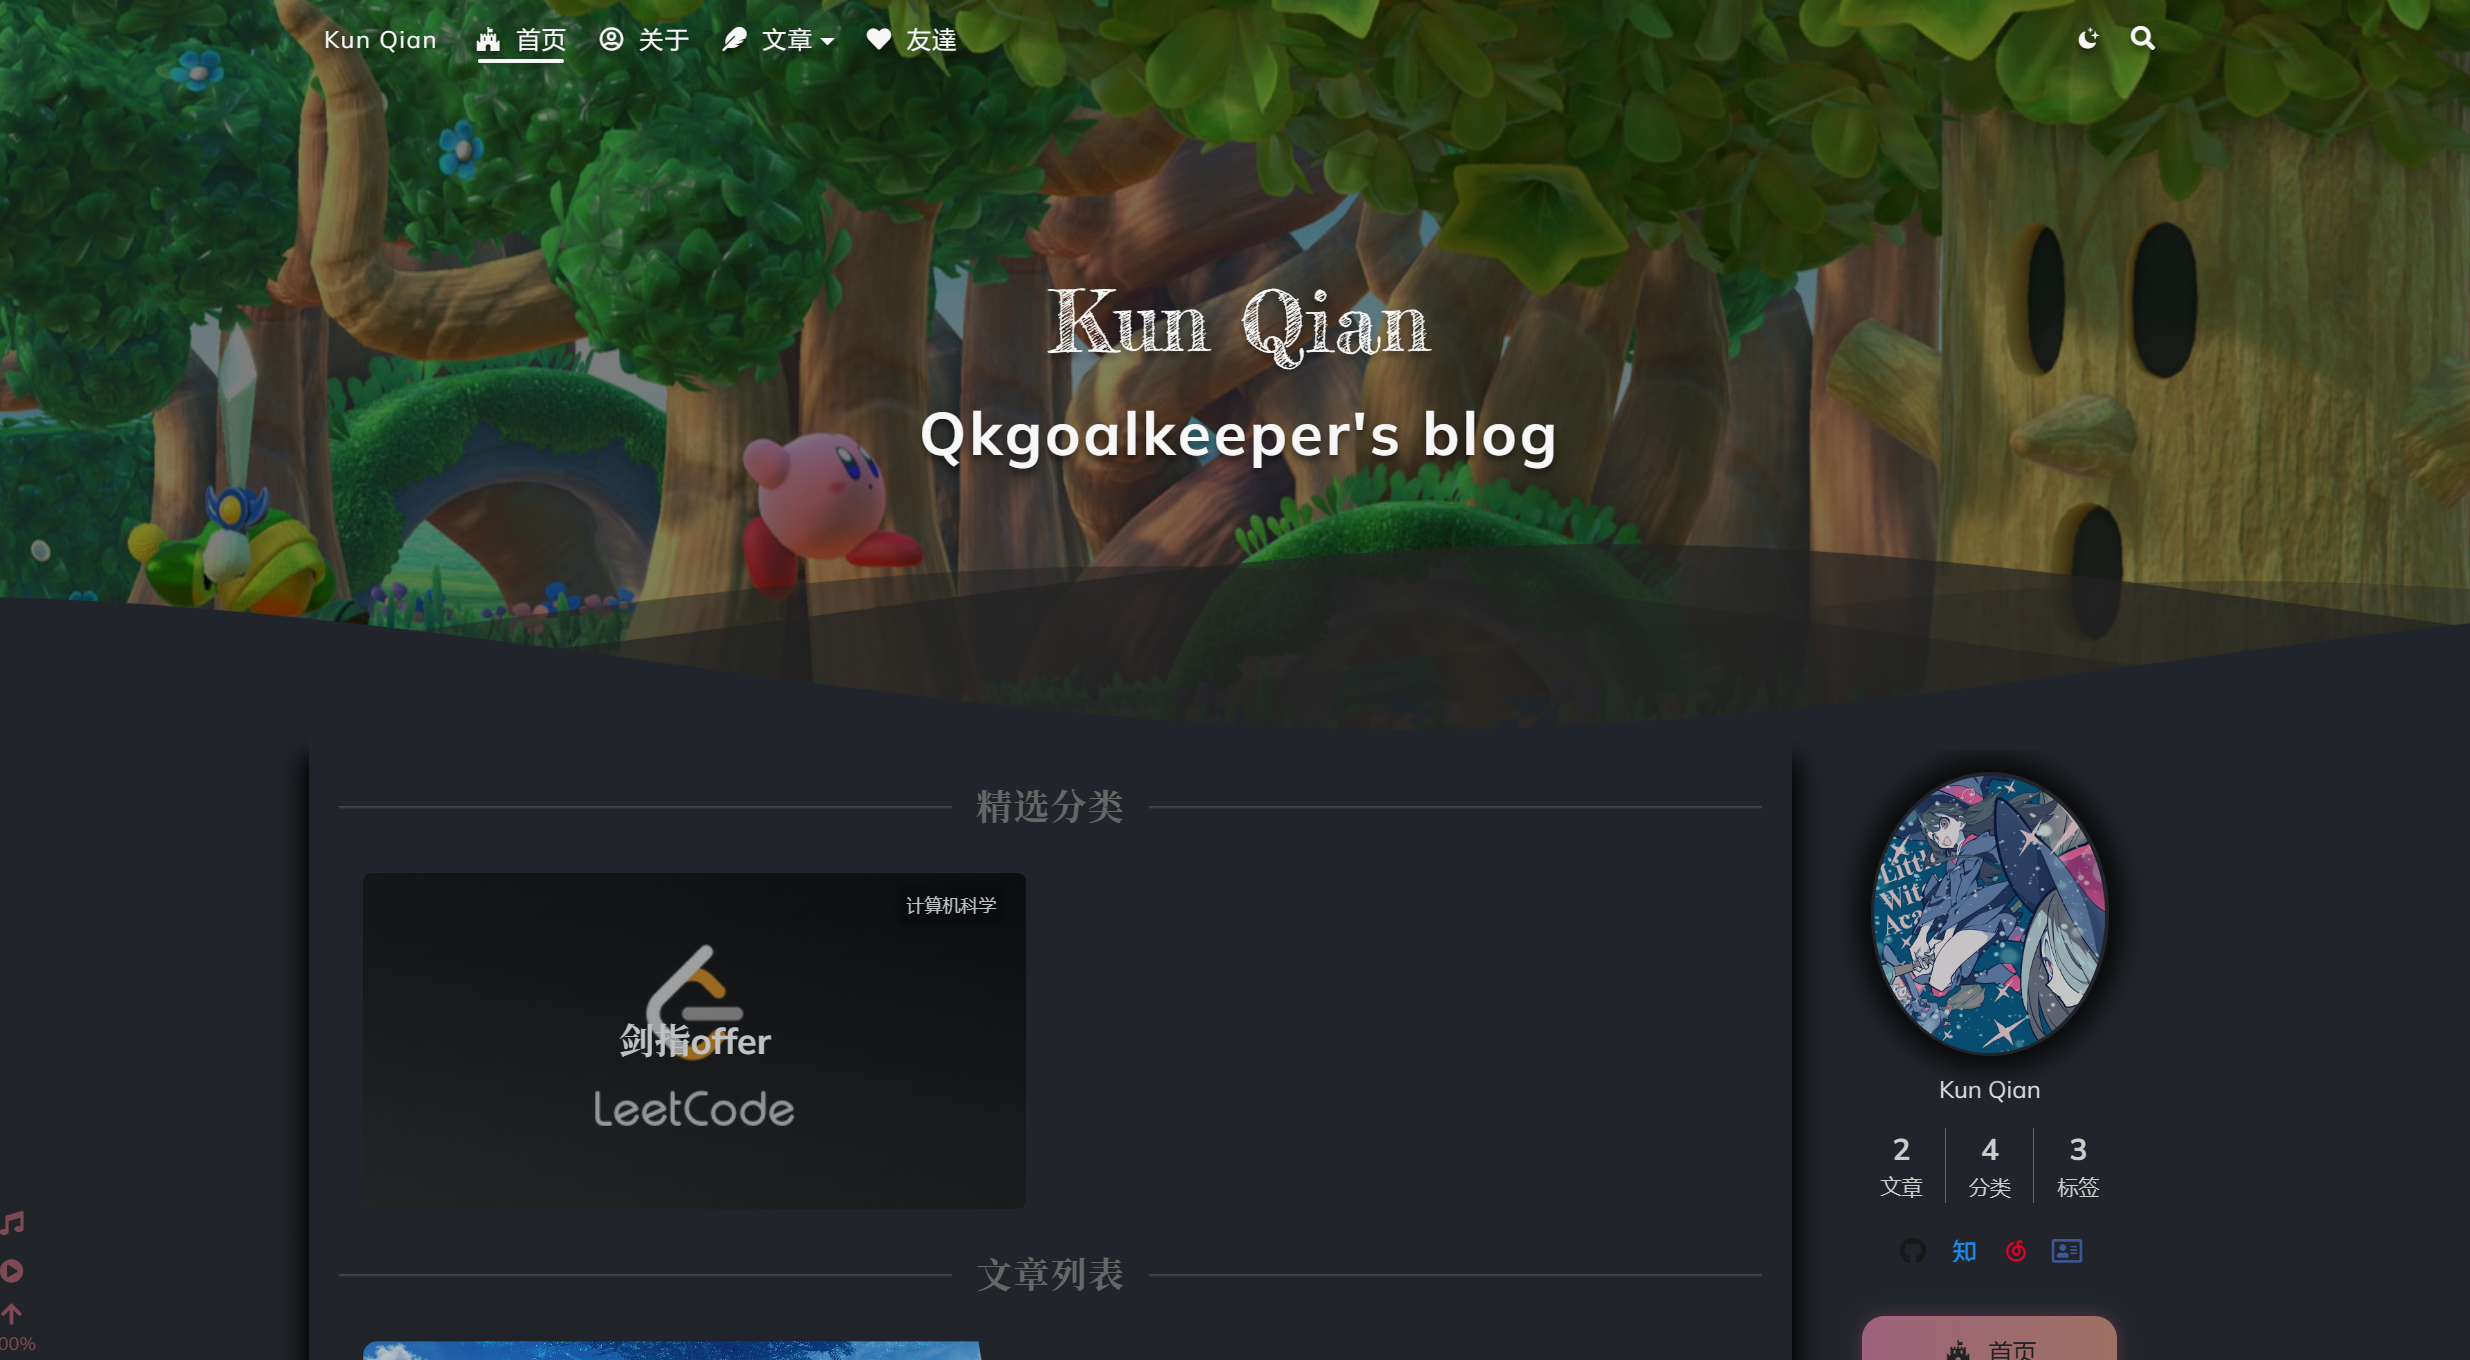 Kun Qian
首页
关于
文章
友達
Kun Qian
Qkgoalkeeper's blog
精选分类
计算机科学
剑指offer
LeetCode
文章列表
Kun Qian
2 4 3
文章 分类 标签
知
首页
00%